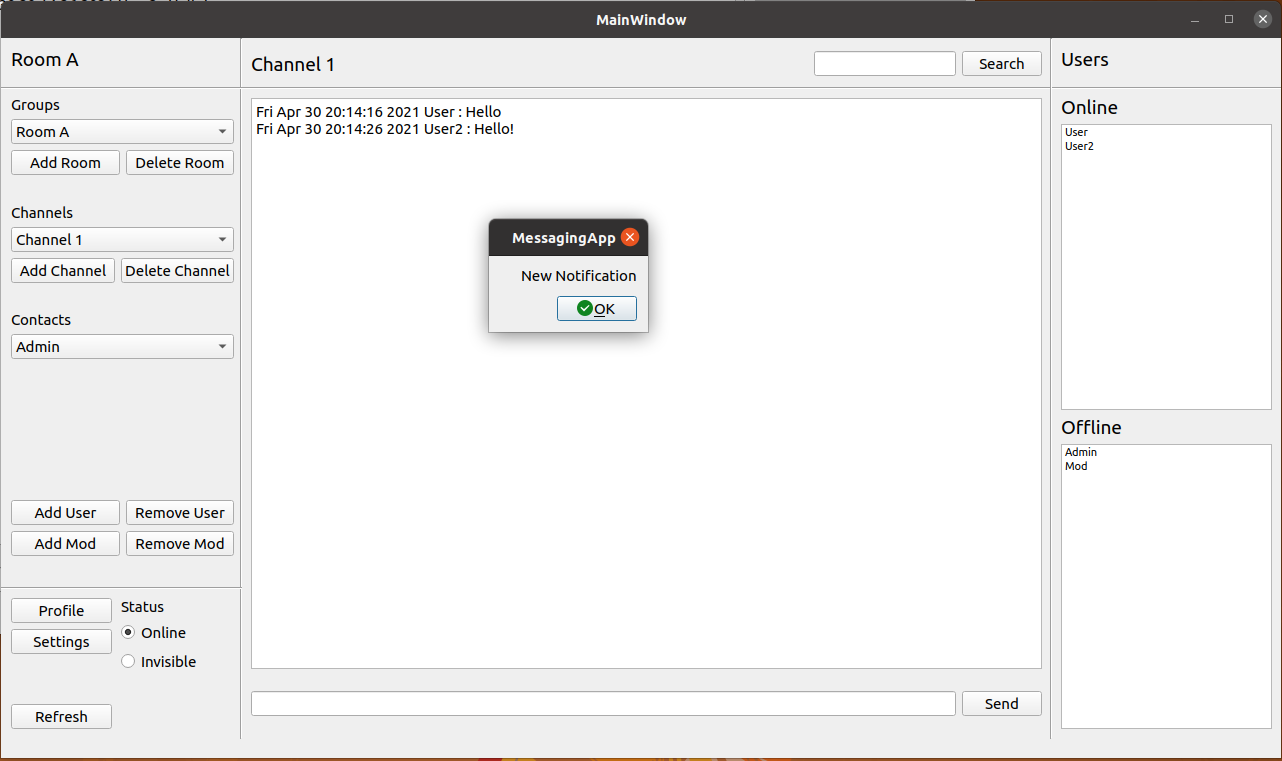 MainWindow
Room A
Groups
Room A
Add Room
Delete Room
Channels
Channel 1
Add Channel
Delete Channel
Contacts
Admin
Add User
Remove User
Add Mod
Remove Mod
Profile
Settings
Status
Online
Invisible
Refresh
Channel 1
Search
Fri Apr 30 20:14:16 2021 User : Hello
Fri Apr 30 20:14:26 2021 User2 : Hello!
MessagingApp
New Notification
OK
Send
Users
Online
User
User2
Offline
Admin
Mod